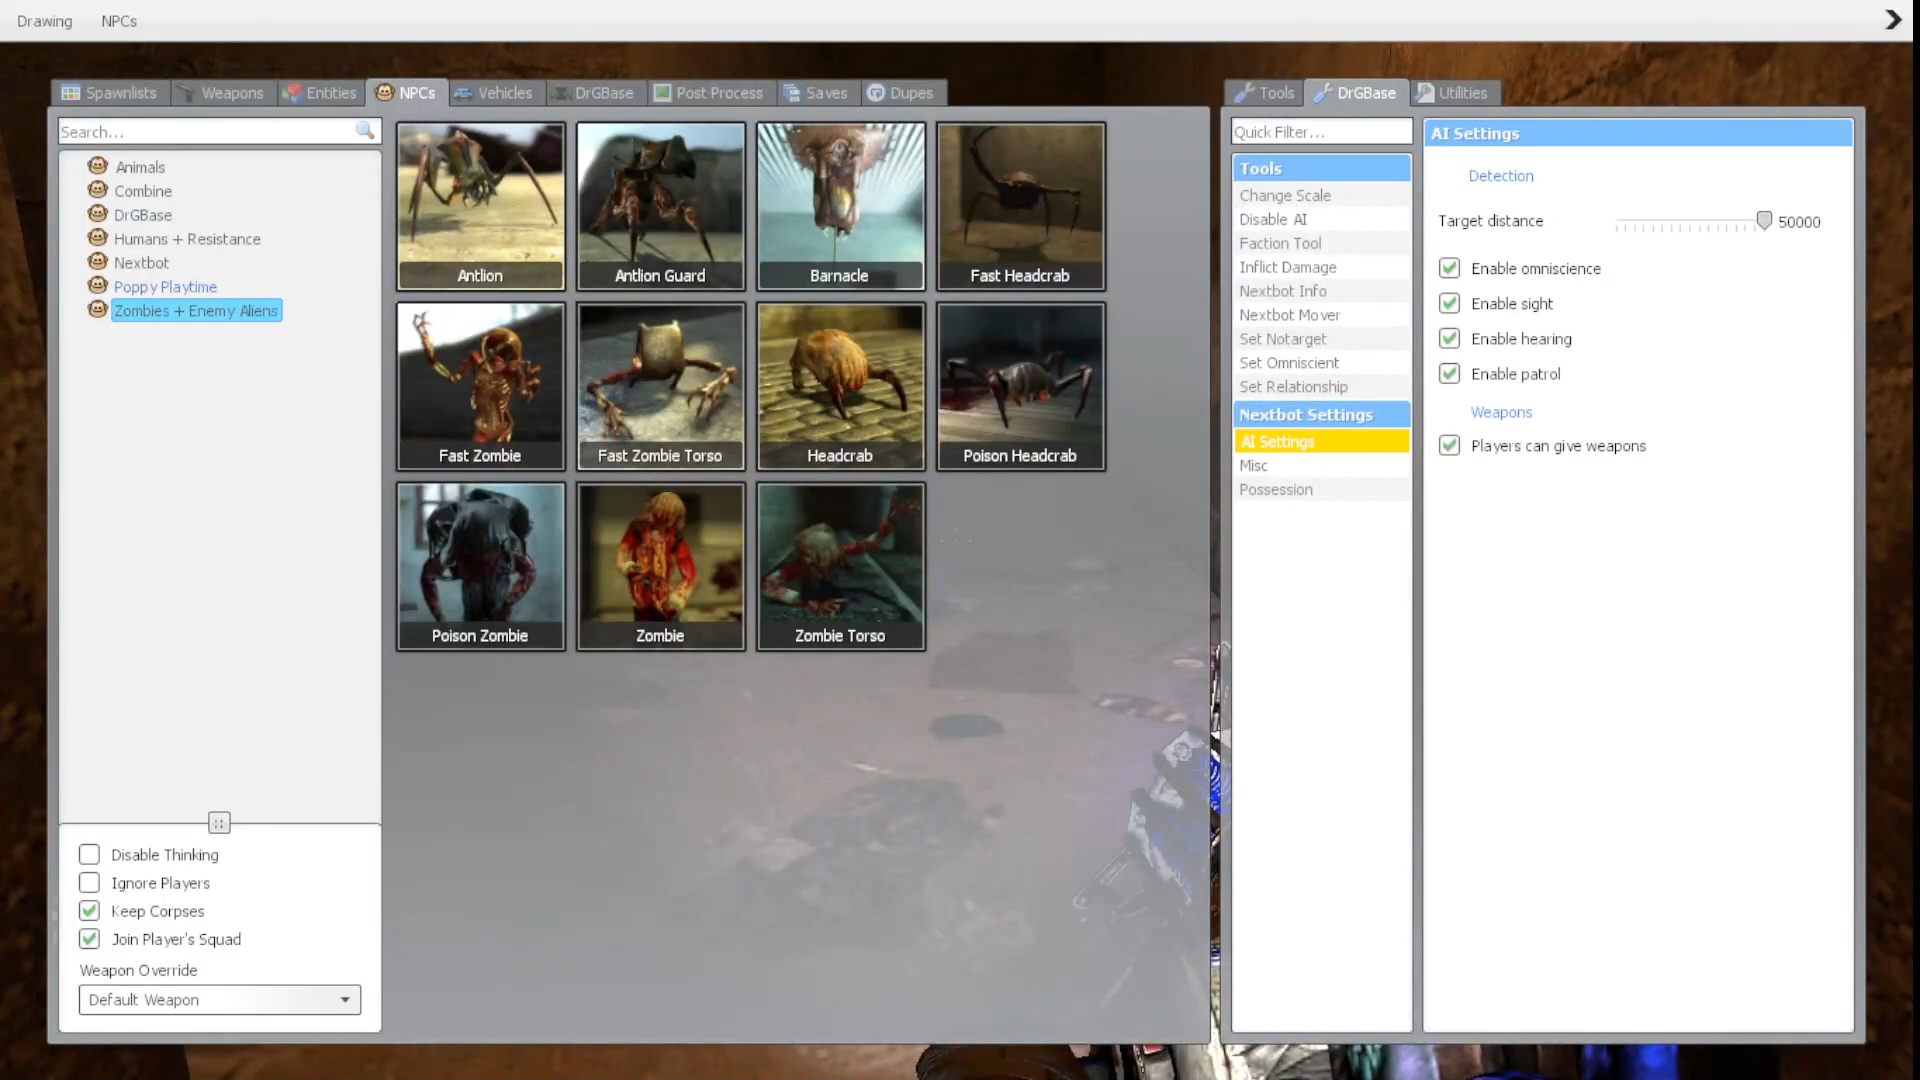 Drawing NPCs
Spawnlists Weapons Entities NPCs Vehicles DrGBase Post Process Saves Dupes
Search...
Animals
Combine
DrGBase
Humans + Resistance
Nextbot
Poppy Playtime
Zombies + Enemy Aliens
Antlion Antlion Guard Barnacle Fast Headcrab
Fast Zombie Fast Zombie Torso Headcrab Poison Headcrab
Poison Zombie Zombie Zombie Torso
Disable Thinking
Ignore Players
Keep Corpses
Join Player's Squad
Weapon Override
Default Weapon
Tools DrGBase Utilities
Quick Filter...
Tools
Change Scale
Disable AI
Faction Tool
Inflict Damage
Nextbot Info
Nextbot Mover
Set Notarget
Set Omniscient
Set Relationship
Nextbot Settings
AI Settings
Misc
Possession
AI Settings
Detection
Target distance 50000
Enable omniscience
Enable sight
Enable hearing
Enable patrol
Weapons
Players can give weapons